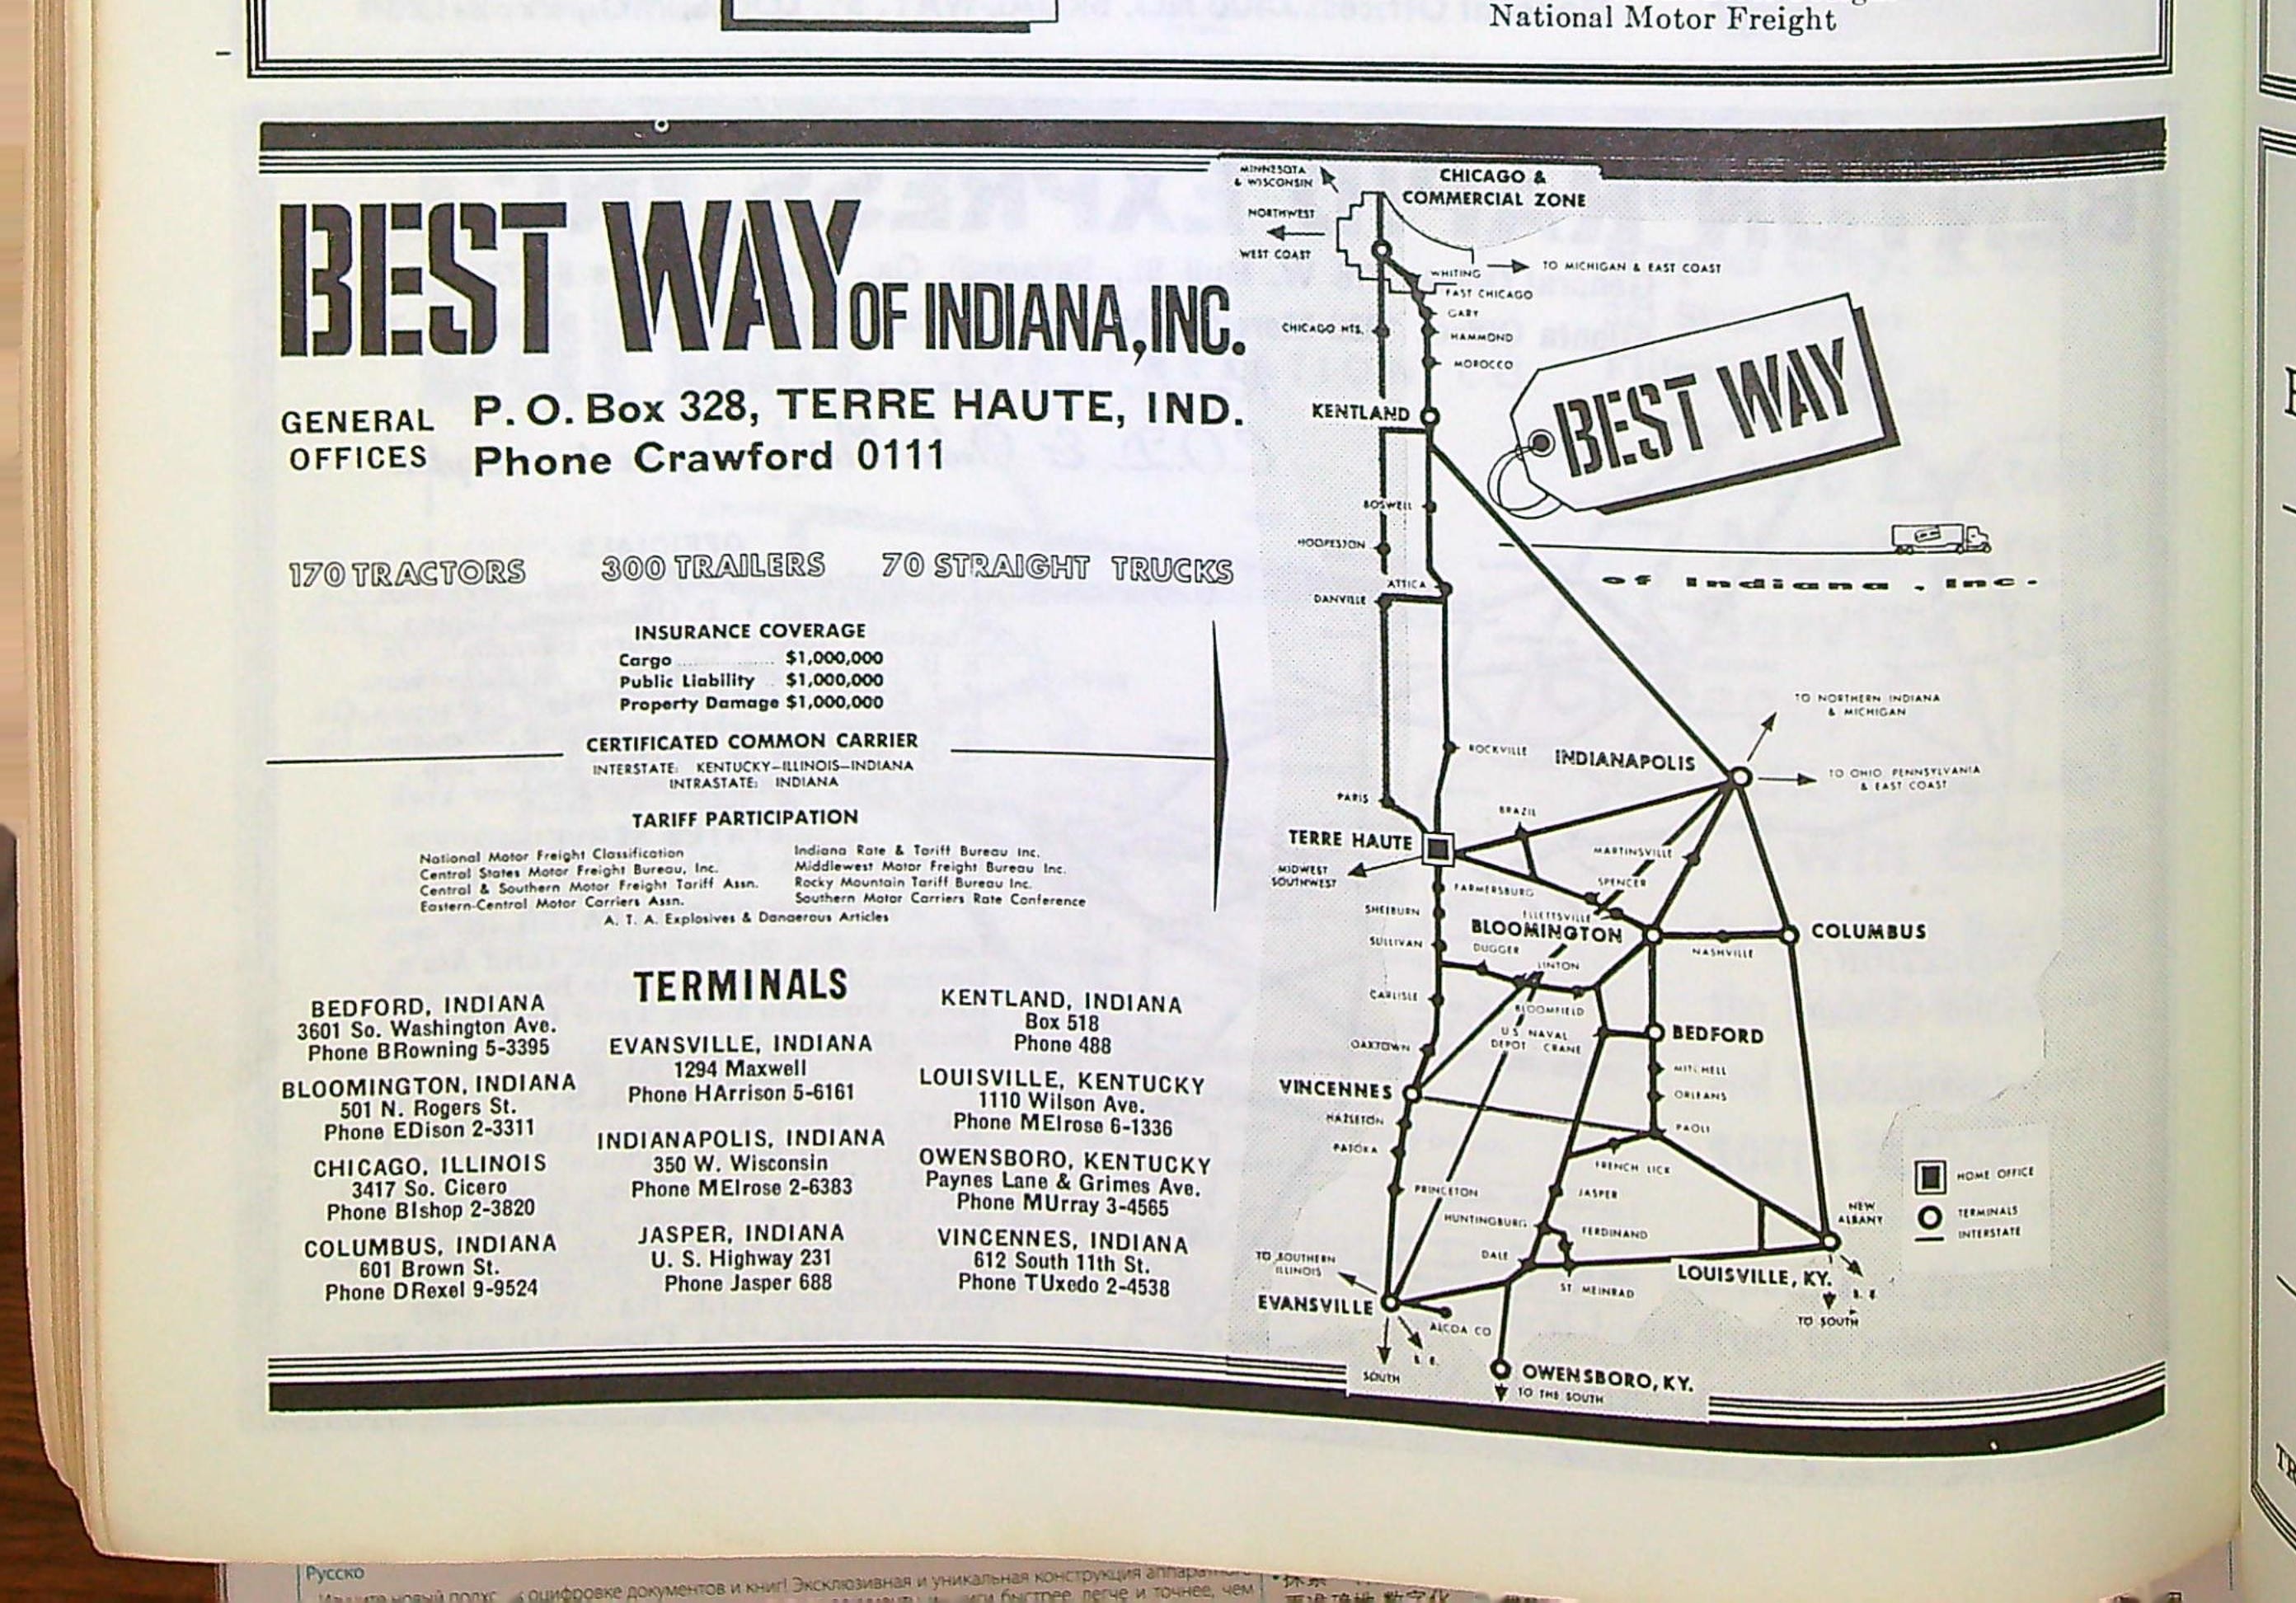 National Motor Freight
BEST WAY OF INDIANA, INC.
GENERAL OFFICES
P. O. Box 328, TERRE HAUTE, IND.
Phone Crawford 0111
170 TRACTORS 300 TRAILERS 70 STRAIGHT TRUCKS
INSURANCE COVERAGE
Cargo $1,000,000
Public Liability $1,000,000
Property Damage $1,000,000
CERTIFICATED COMMON CARRIER
INTERSTATE: KENTUCKY—ILLINOIS—INDIANA
INTRASTATE: INDIANA
TARIFF PARTICIPATION
National Motor Freight Classification
Central States Motor Freight Bureau, Inc.
Central & Southern Motor Freight Tariff Assn.
Eastern-Central Motor Carriers Assn.
Indiana Rate & Tariff Bureau Inc.
Middlewest Motor Freight Bureau Inc.
Rocky Mountain Tariff Bureau Inc.
Southern Motor Carriers Rate Conference
A. T. A. Explosives & Dangerous Articles
TERMINALS
BEDFORD, INDIANA
3601 So. Washington Ave.
Phone BRowning 5-3395
BLOOMINGTON, INDIANA
501 N. Rogers St.
Phone EDison 2-3311
CHICAGO, ILLINOIS
3417 So. Cicero
Phone BIshop 2-3820
COLUMBUS, INDIANA
601 Brown St.
Phone DRexel 9-9524
EVANSVILLE, INDIANA
1294 Maxwell
Phone HArrison 5-6161
INDIANAPOLIS, INDIANA
350 W. Wisconsin
Phone MElrose 2-6383
JASPER, INDIANA
U. S. Highway 231
Phone Jasper 688
KENTLAND, INDIANA
Box 518
Phone 488
LOUISVILLE, KENTUCKY
1110 Wilson Ave.
Phone MElrose 6-1336
OWENSBORO, KENTUCKY
Paynes Lane & Grimes Ave.
Phone MUrray 3-4565
VINCENNES, INDIANA
612 South 11th St.
Phone TUxedo 2-4538
MINNESOTA
& WISCONSIN
CHICAGO &
COMMERCIAL ZONE
NORTHWEST
WEST COAST
WHITING
TO MICHIGAN & EAST COAST
EAST CHICAGO
GARY
CHICAGO HTS.
HAMMOND
MOROCCO
KENTLAND
BEST WAY
of Indiana, Inc.
BOSWELL
HOOPESTON
ATTICA
DANVILLE
TO NORTHERN INDIANA
& MICHIGAN
ROCKVILLE
INDIANAPOLIS
TO OHIO PENNSYLVANIA
& EAST COAST
PARIS
BRAZIL
TERRE HAUTE
MARTINSVILLE
MIDWEST
SOUTHWEST
SPENCER
FARMERSBURG
SHELBURN
ELLETTSVILLE
BLOOMINGTON
COLUMBUS
SULLIVAN
DUGGER
NASHVILLE
LINTON
CARLISLE
BLOOMFIELD
U.S. NAVAL
DEPOT CRANE
BEDFORD
OAKTOWN
MITCHELL
VINCENNES
ORLEANS
HAZLETON
PAOLI
PATOKA
FRENCH LICK
HOME OFFICE
PRINCETON
JASPER
TERMINALS
INTERSTATE
NEW
ALBANY
HUNTINGBURG
FERDINAND
DALE
TO SOUTHERN
ILLINOIS
LOUISVILLE, KY.
ST MEINRAD
S. E.
EVANSVILLE
ALCOA CO
TO SOUTH
S. E.
SOUTH
OWENSBORO, KY.
TO THE SOUTH
Русско
оцифровке документов и книг! Эксклюзивная и уникальная конструкция
быстрее, легче и точнее, чем